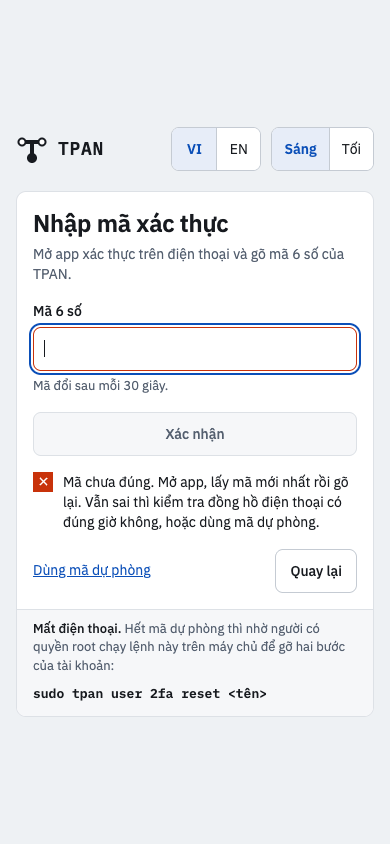 TPAN
VI
EN
Sáng
Tối
Nhập mã xác thực
Mở app xác thực trên điện thoại và gõ mã 6 số của
TPAN.
Mã 6 số
Mã đổi sau mỗi 30 giây.
Xác nhận
Mã chưa đúng. Mở app, lấy mã mới nhất rồi gõ
lại. Vẫn sai thì kiểm tra đồng hồ điện thoại có
đúng giờ không, hoặc dùng mã dự phòng.
Dùng mã dự phòng
Quay lại
Mất điện thoại. Hết mã dự phòng thì nhờ người có
quyền root chạy lệnh này trên máy chủ để gỡ hai bước
của tài khoản:
sudo tpan user 2fa reset <tên>